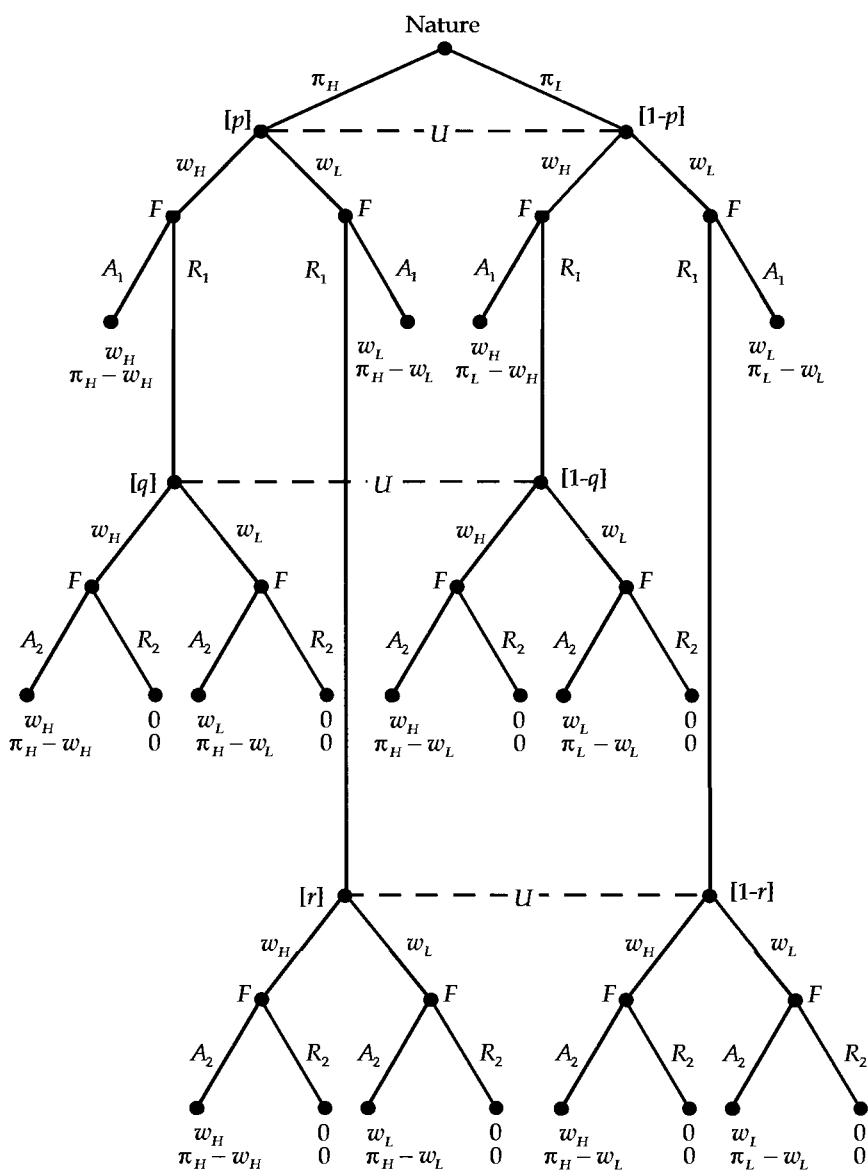 Nature
π_H π_L
[p] U [1-p]
w_H w_L w_H w_L
F F F F
A_1 R_1 R_1 A_1 A_1 R_1 R_1 A_1
w_H w_L w_H w_L
π_H – w_H π_H – w_L π_L – w_H π_L – w_L
[q] U [1-q]
w_H w_L w_H w_L
F F F F
A_2 R_2 A_2 R_2 A_2 R_2 A_2 R_2
w_H 0 w_L 0 w_H 0 w_L 0
π_H – w_H 0 π_H – w_L 0 π_H – w_L 0 π_L – w_L 0
[r] U [1-r]
w_H w_L w_H w_L
F F F F
A_2 R_2 A_2 R_2 A_2 R_2 A_2 R_2
w_H 0 w_L 0 w_H 0 w_L 0
π_H – w_H 0 π_H – w_L 0 π_H – w_L 0 π_L – w_L 0